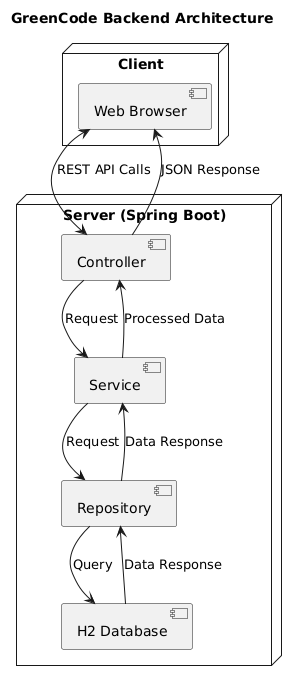 GreenCode Backend Architecture
Client
Web Browser
REST API Calls
JSON Response
Server (Spring Boot)
Controller
Request
Processed Data
Service
Request
Data Response
Repository
Query
Data Response
H2 Database